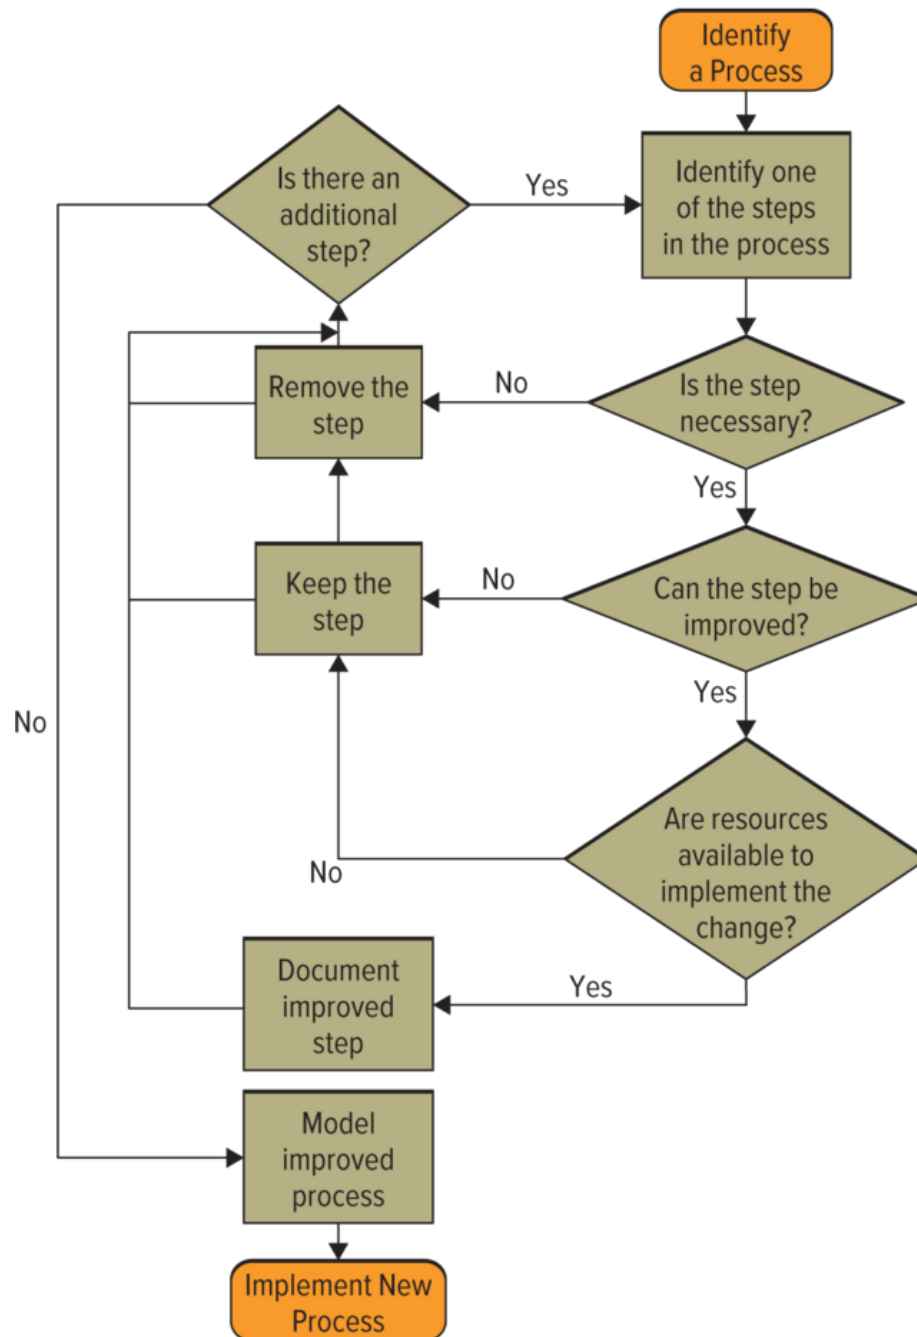 Identify
a Process
Is there an
additional
step?
Yes
Identify one
of the steps
in the process
Remove the
step
No
Is the step
necessary?
Yes
Keep the
step
No
Can the step be
improved?
Yes
No
Are resources
available to
implement the
change?
No
Document
improved
step
Yes
Model
improved
process
Implement New
Process